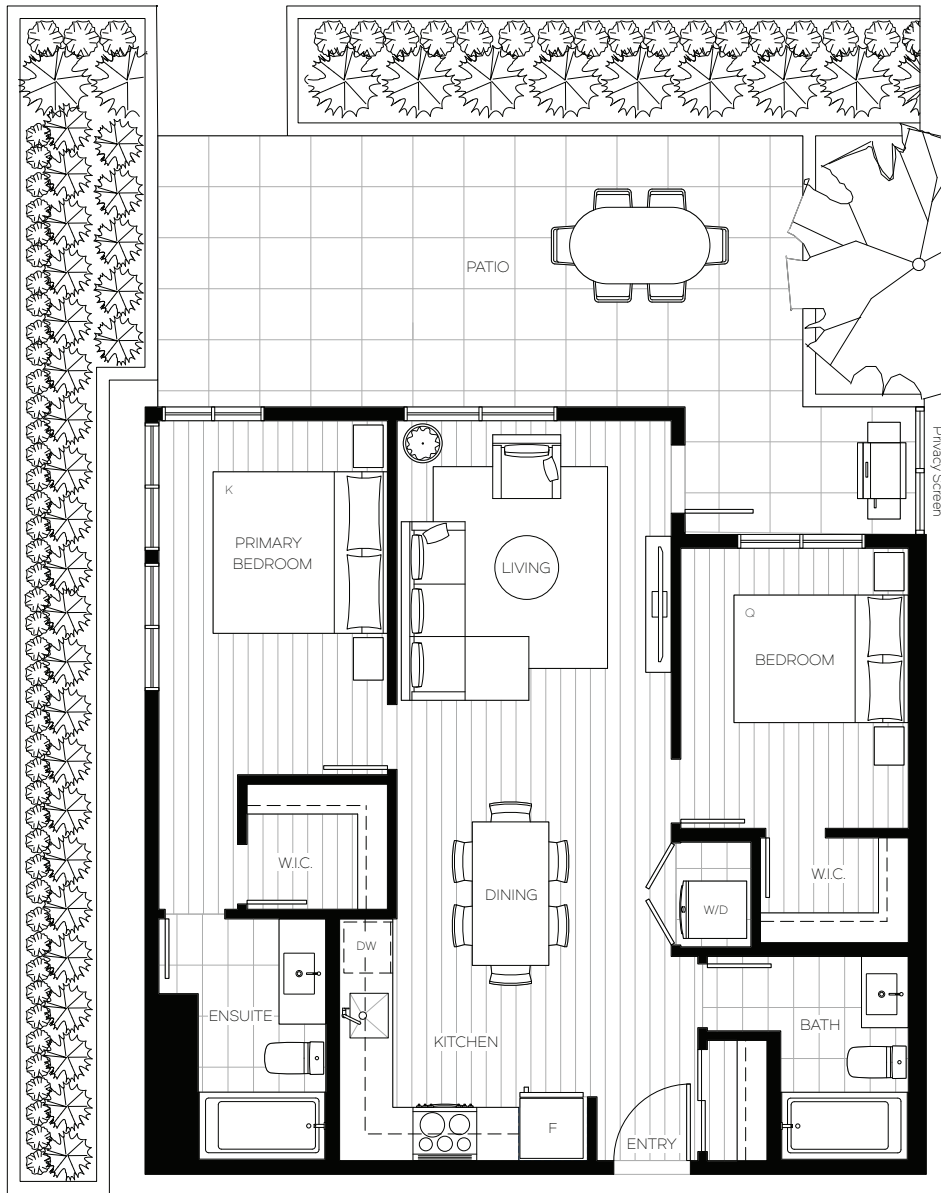 PATIO
Privacy Screen
K
PRIMARY
BEDROOM
LIVING
Q
BEDROOM
W.I.C.
DINING
W.I.C.
W/D
DW
ENSUITE
KITCHEN
BATH
F
ENTRY